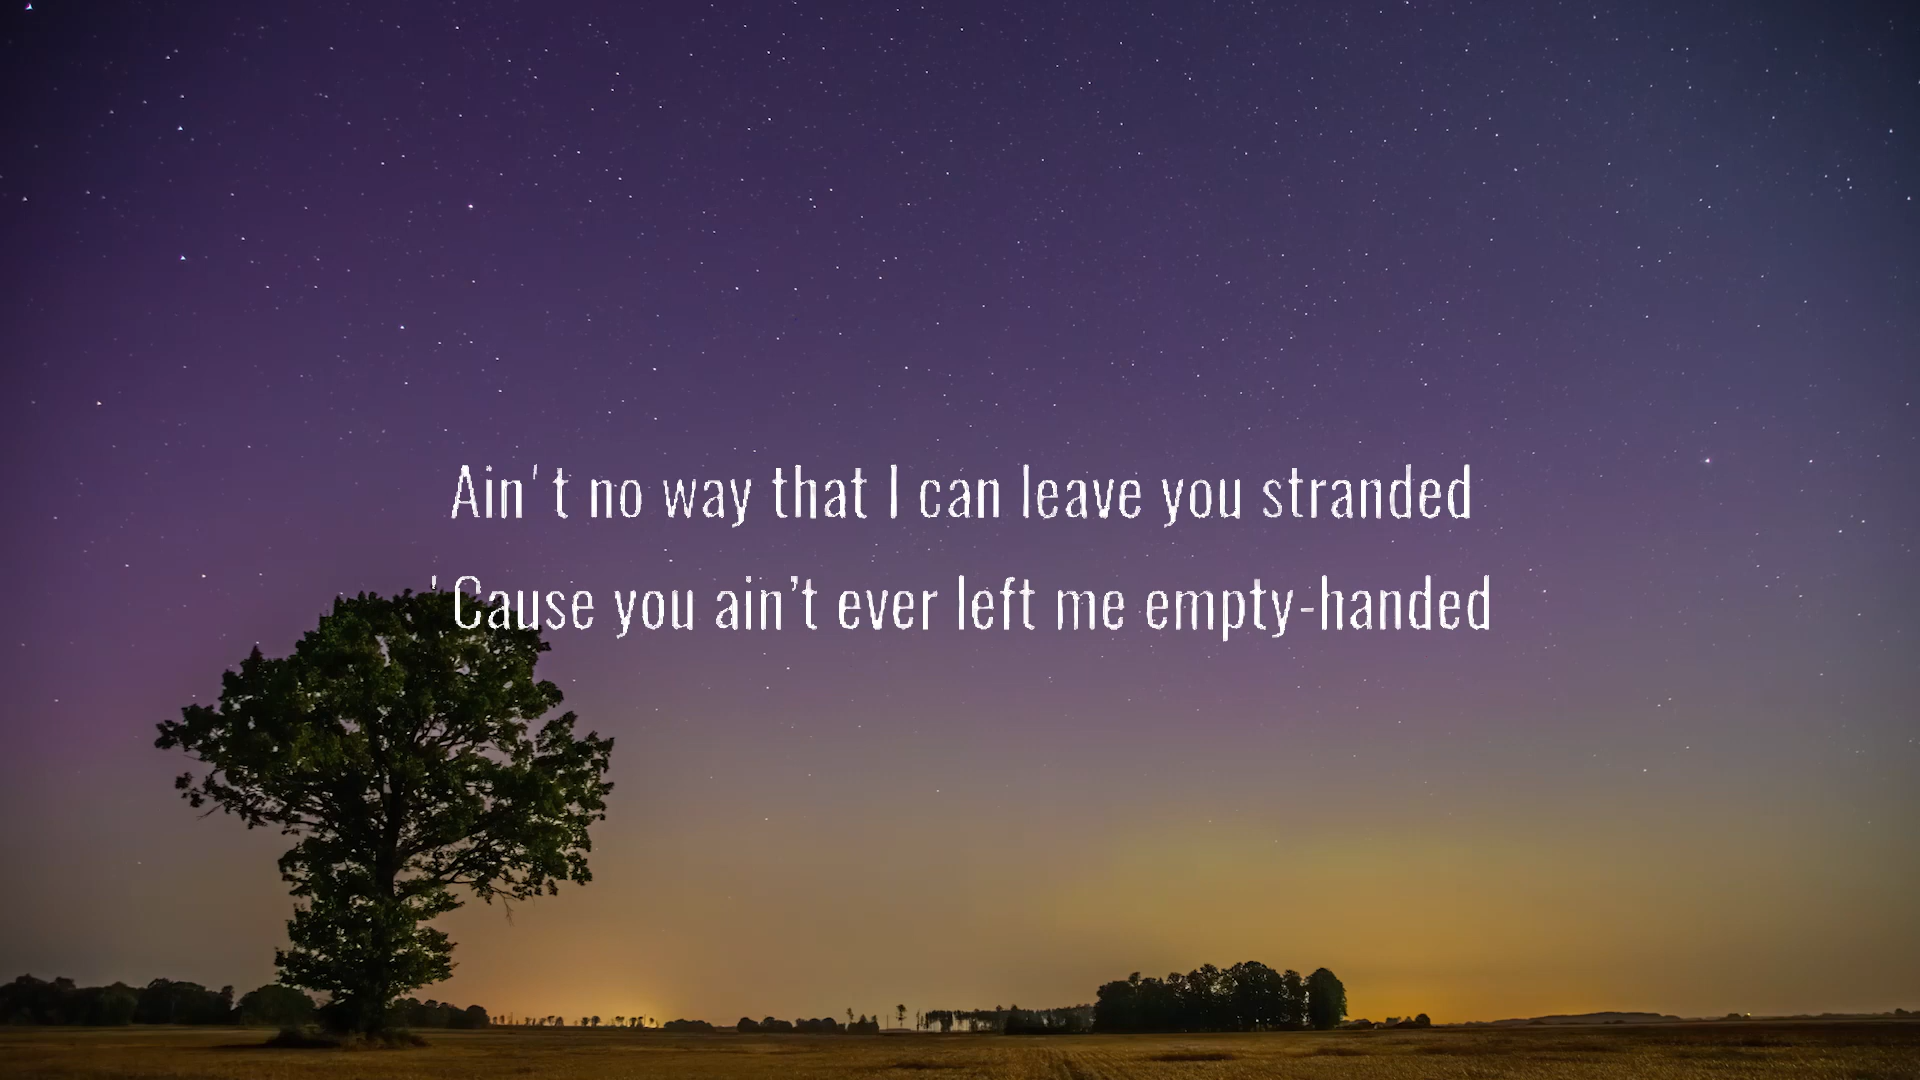 Ain't no way that I can leave you stranded
'Cause you ain’t ever left me empty-handed